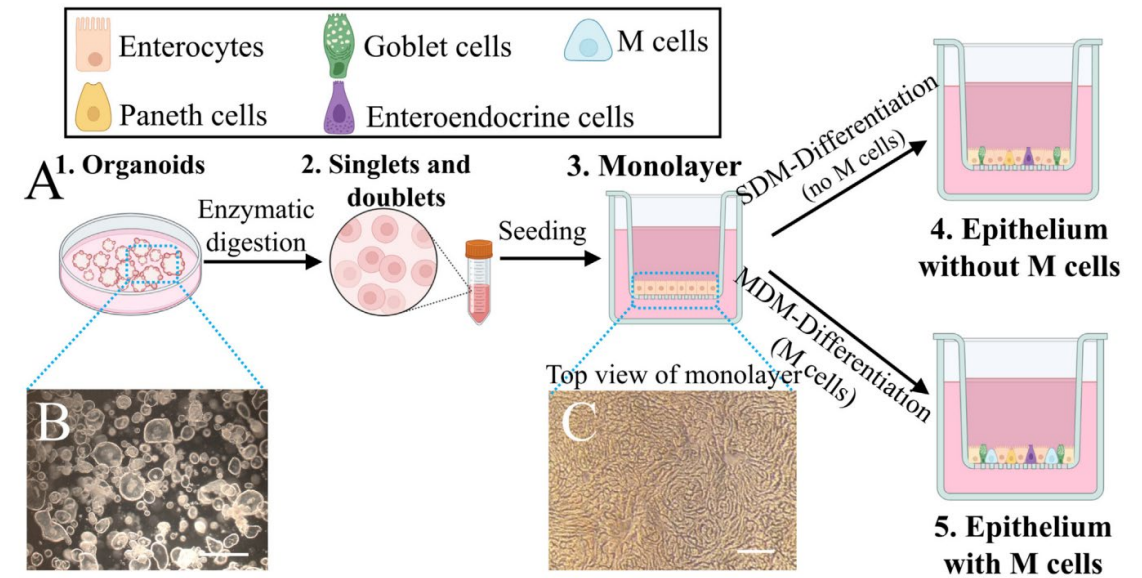 Enterocytes
Goblet cells
M cells
Paneth cells
Enteroendocrine cells
A
1. Organoids
Enzymatic
digestion
2. Singlets and
doublets
Seeding
3. Monolayer
SDM-Differentiation
(no M cells)
4. Epithelium
without M cells
MDM-Differentiation
(M cells)
5. Epithelium
with M cells
Top view of monolayer
B
C